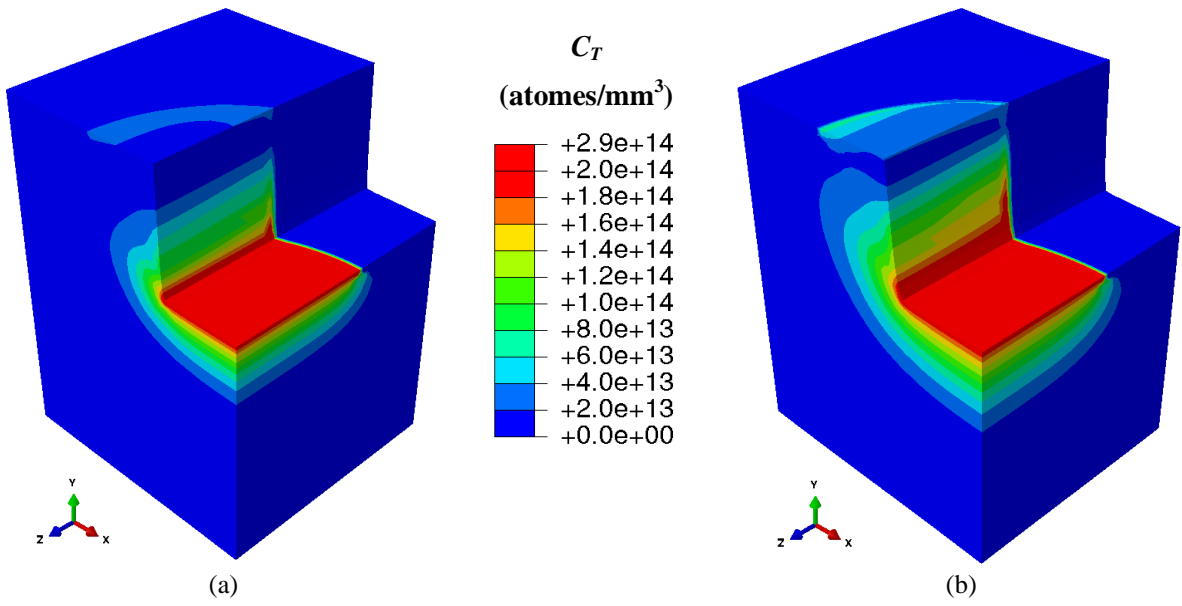 C_T
(atomes/mm³)
+2.9e+14
+2.0e+14
+1.8e+14
+1.6e+14
+1.4e+14
+1.2e+14
+1.0e+14
+8.0e+13
+6.0e+13
+4.0e+13
+2.0e+13
+0.0e+00
Y
Z
X
Y
Z
X
(a)
(b)